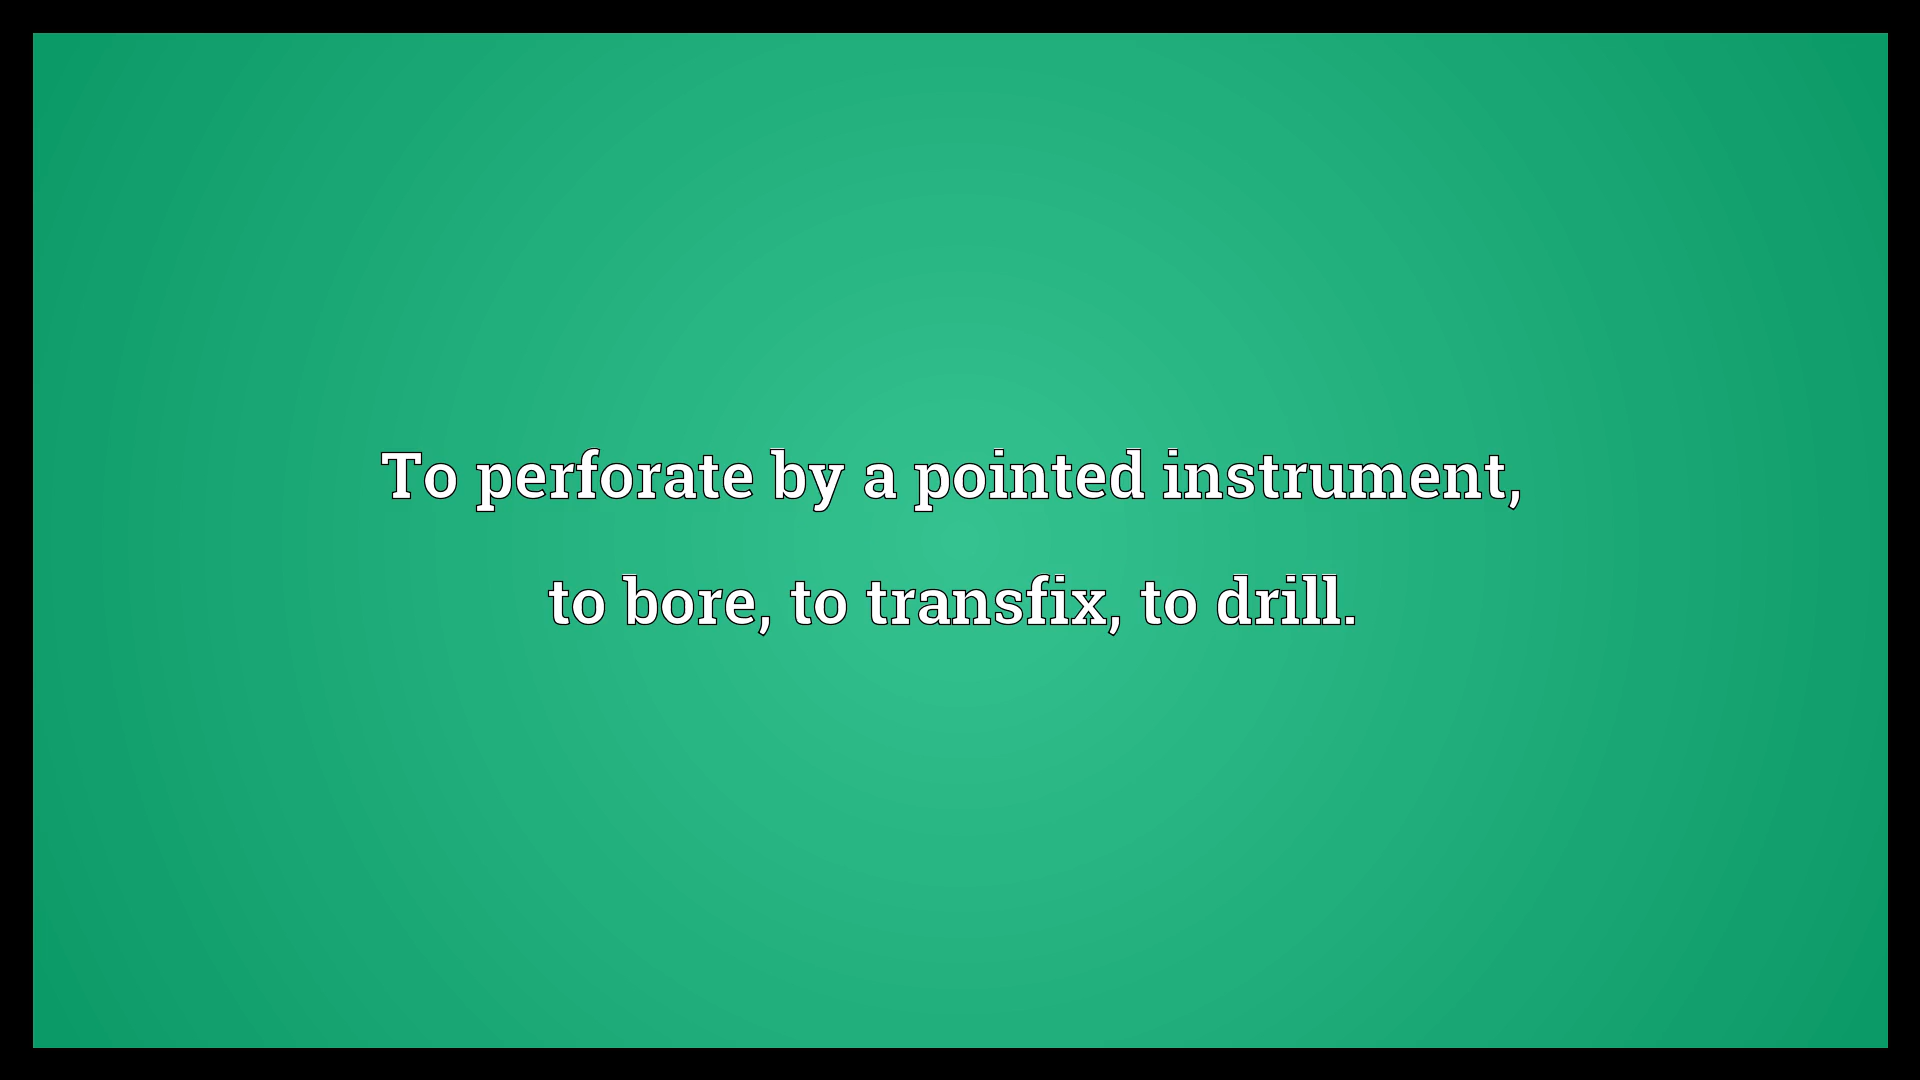 To perforate by a pointed instrument,
to bore, to transfix, to drill.